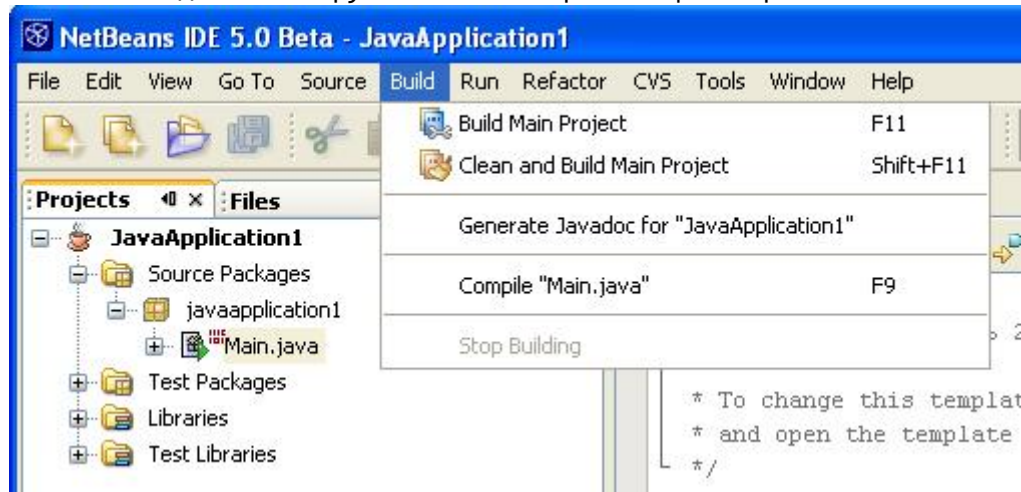 NetBeans IDE 5.0 Beta - JavaApplication1
File Edit View Go To Source Build Run Refactor CVS Tools Window Help
Build Main Project F11
Clean and Build Main Project Shift+F11
Generate Javadoc for "JavaApplication1"
Compile "Main.java" F9
Stop Building
Projects Files
JavaApplication1
Source Packages
javaapplication1
Main.java
Test Packages
Libraries
Test Libraries
* To change this templat
* and open the template
*/